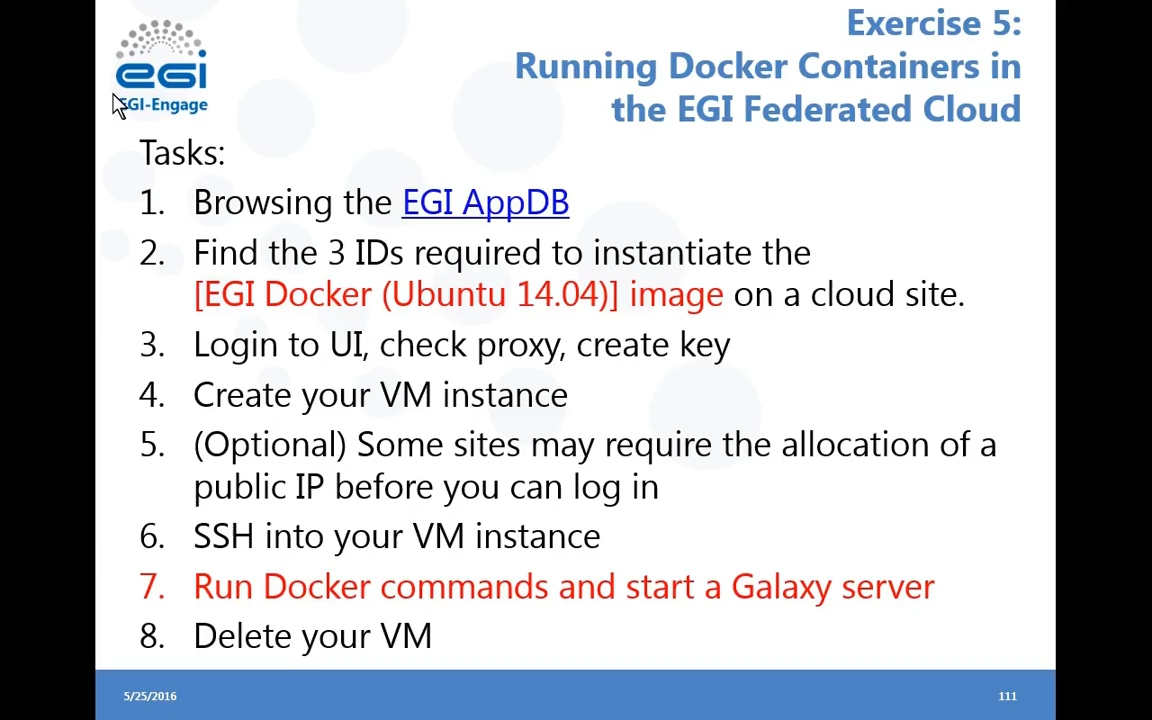 Exercise 5:
Running Docker Containers in
the EGI Federated Cloud
egi
EGI-Engage
Tasks:
1. Browsing the EGI AppDB
2. Find the 3 IDs required to instantiate the
[EGI Docker (Ubuntu 14.04)] image on a cloud site.
3. Login to UI, check proxy, create key
4. Create your VM instance
5. (Optional) Some sites may require the allocation of a
public IP before you can log in
6. SSH into your VM instance
7. Run Docker commands and start a Galaxy server
8. Delete your VM
5/25/2016
111